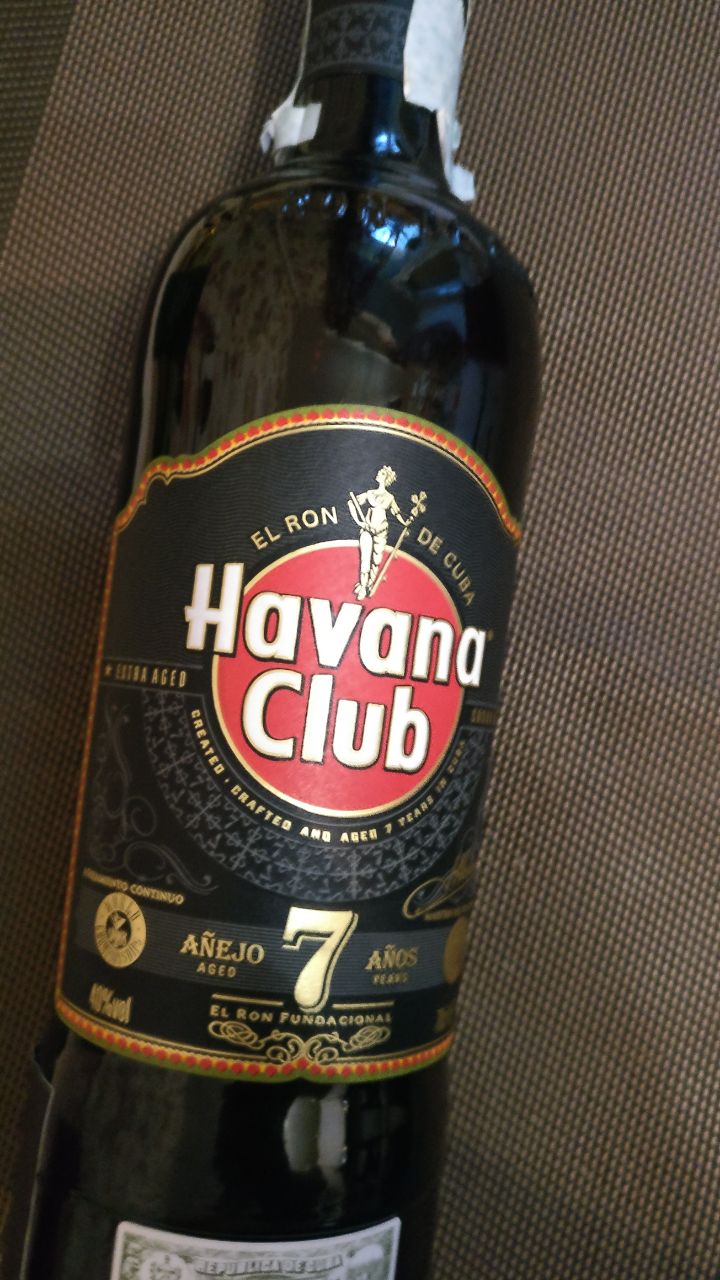 EL RON DE CUBA
Havana
Club
EXTRA AGED
CREATED · CRAFTED AND AGED 7 YEARS IN CUBA
CONTINUO
AÑEJO 7 AÑOS
AGED YEARS
40%vol
EL RON FUNDACIONAL
REPUBLICA DE CUBA